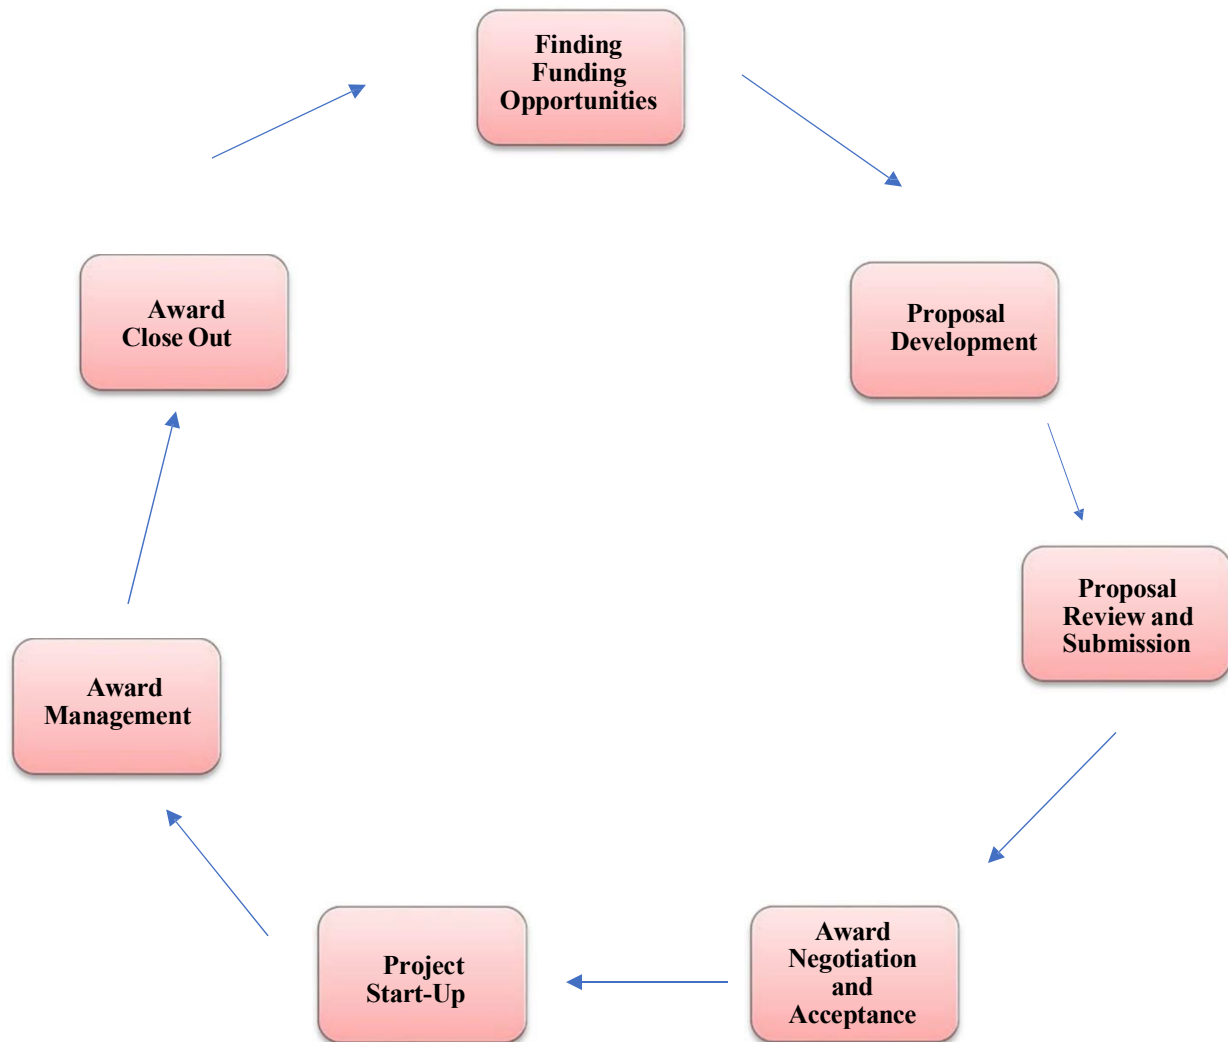 Finding
Funding
Opportunities
Proposal
Development
Proposal
Review and
Submission
Award
Negotiation
and
Acceptance
Project
Start-Up
Award
Management
Award
Close Out